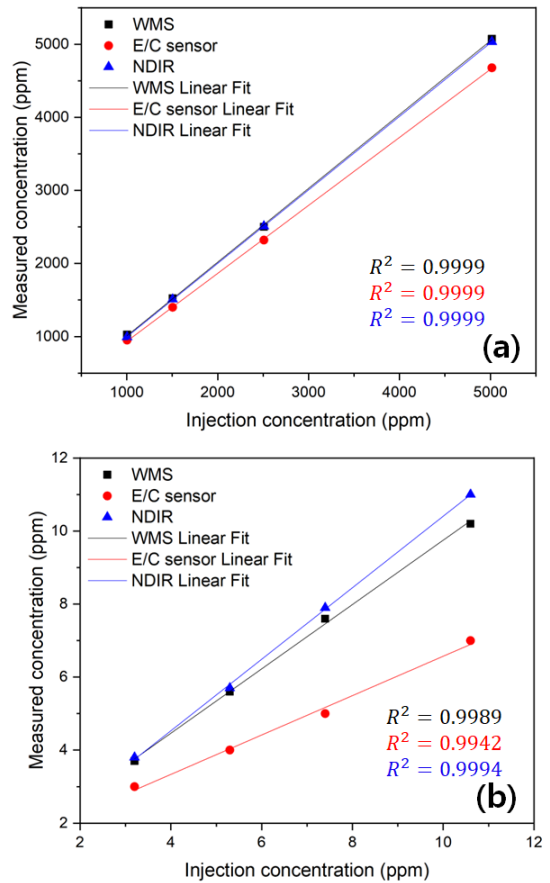 WMS
E/C sensor
NDIR
WMS Linear Fit
E/C sensor Linear Fit
NDIR Linear Fit
5000
4000
3000
2000
1000
Measured concentration (ppm)
R² = 0.9999
R² = 0.9999
R² = 0.9999
(a)
1000 2000 3000 4000 5000
Injection concentration (ppm)
12
10
8
6
4
2
Measured concentration (ppm)
WMS
E/C sensor
NDIR
WMS Linear Fit
E/C sensor Linear Fit
NDIR Linear Fit
R² = 0.9989
R² = 0.9942
R² = 0.9994
(b)
2 4 6 8 10 12
Injection concentration (ppm)